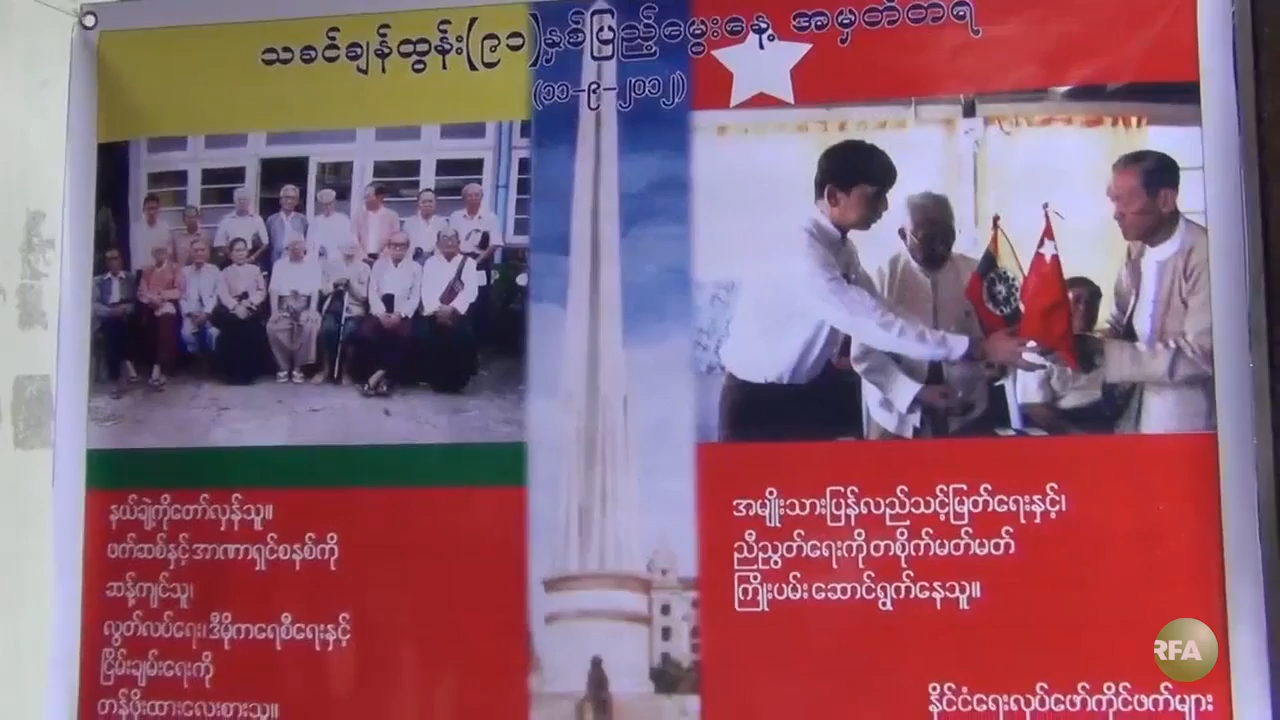 သခင်ချန်ထွန်း(၉၁)နှစ်ပြည့်မွေးနေ့ အမှတ်တရ
(၁၁-၉-၂၀၁၂)
နယ်ချဲ့ကိုတော်လှန်သူ။
ဖက်ဆစ်နှင့်အာဏာရှင်စနစ်ကို
ဆန့်ကျင်သူ၊
လွတ်လပ်ရေး၊ဒီမိုကရေစီရေးနှင့်
ငြိမ်းချမ်းရေးကို
တန်ဖိုးထားလေးစားသူ။
အမျိုးသားပြန်လည်သင့်မြတ်ရေးနှင့်၊
ညီညွတ်ရေးကိုတစိုက်မတ်မတ်
ကြိုးပမ်းဆောင်ရွက်နေသူ။
နိုင်ငံရေးလုပ်ဖော်ကိုင်ဖက်များ
RFA